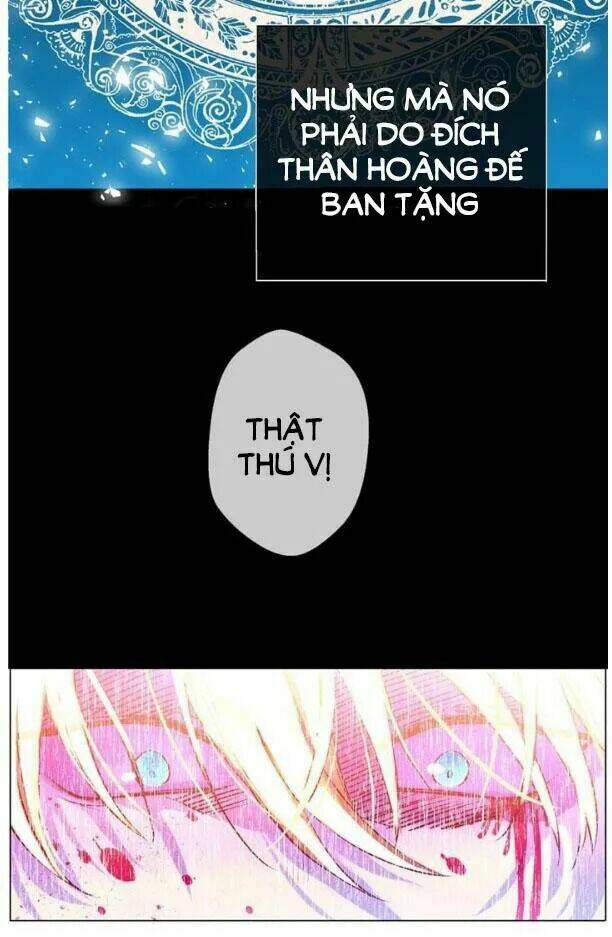 NHƯNG MÀ NÓ
PHẢI DO ĐÍCH
THÂN HOÀNG ĐẾ
BAN TẶNG
THẬT
THÚ VỊ